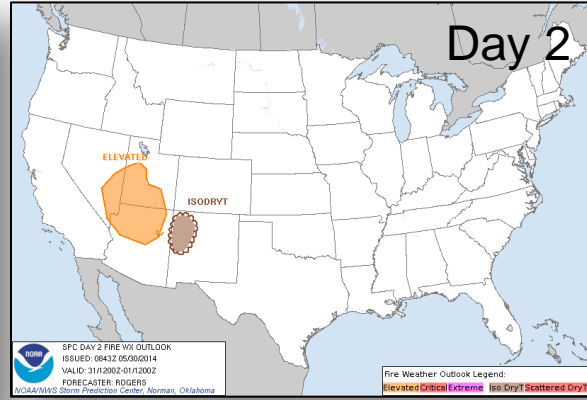 Day 2
ELEVATED
ISODRYT
NOAA
SPC DAY 2 FIRE WX OUTLOOK
ISSUED: 0843Z 05/30/2014
VALID: 31/1200Z-01/1200Z
FORECASTER: ROGERS
NOAA/NWS Storm Prediction Center, Norman, Oklahoma
Fire Weather Outlook Legend:
Elevated Critical Extreme Iso DryT Scattered DryT